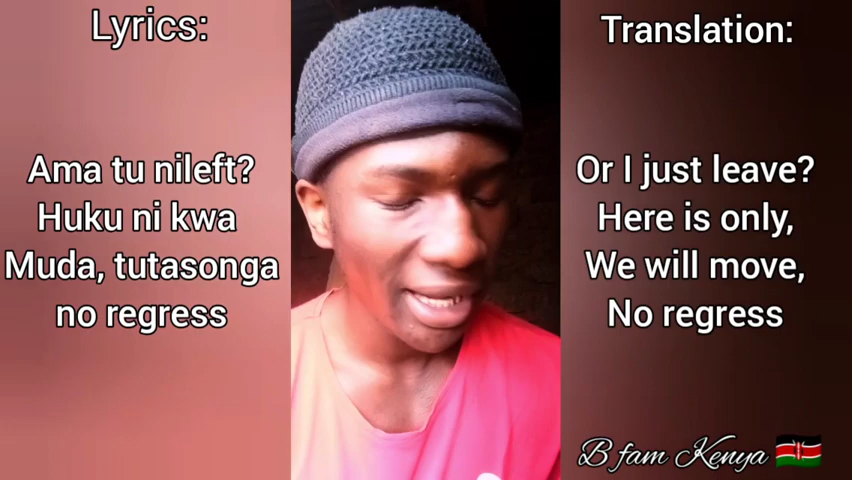 Lyrics:
Ama tu nileft?
Huku ni kwa
Muda, tutasonga
no regress
Translation:
Or I just leave?
Here is only,
We will move,
No regress
B fam Kenya